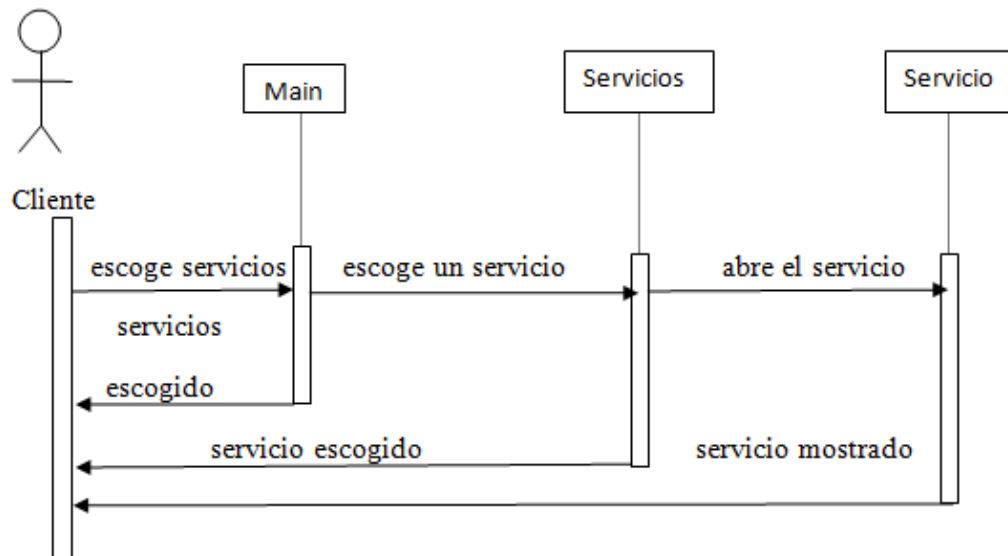 Main
Servicios
Servicio
Cliente
escoge servicios
escoge un servicio
abre el servicio
servicios
escogido
servicio escogido
servicio mostrado